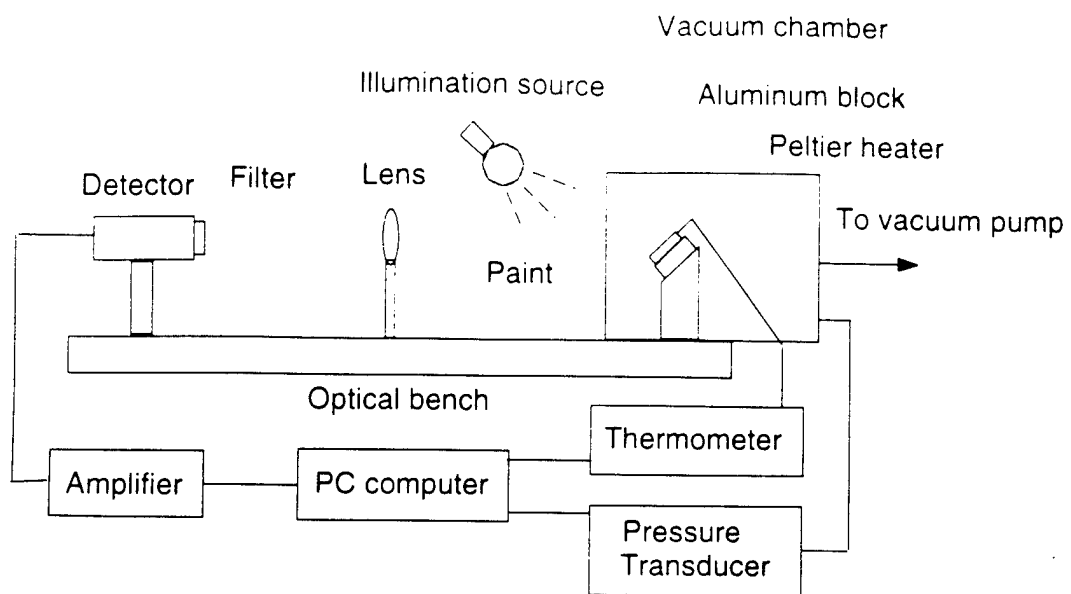 Vacuum chamber
Illumination source
Aluminum block
Peltier heater
Detector
Filter
Lens
To vacuum pump
Paint
Optical bench
Thermometer
Amplifier
PC computer
Pressure
Transducer